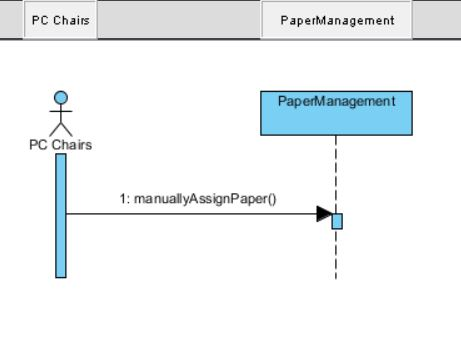 PC Chairs
PaperManagement
PaperManagement
PC Chairs
1: manuallyAssignPaper()